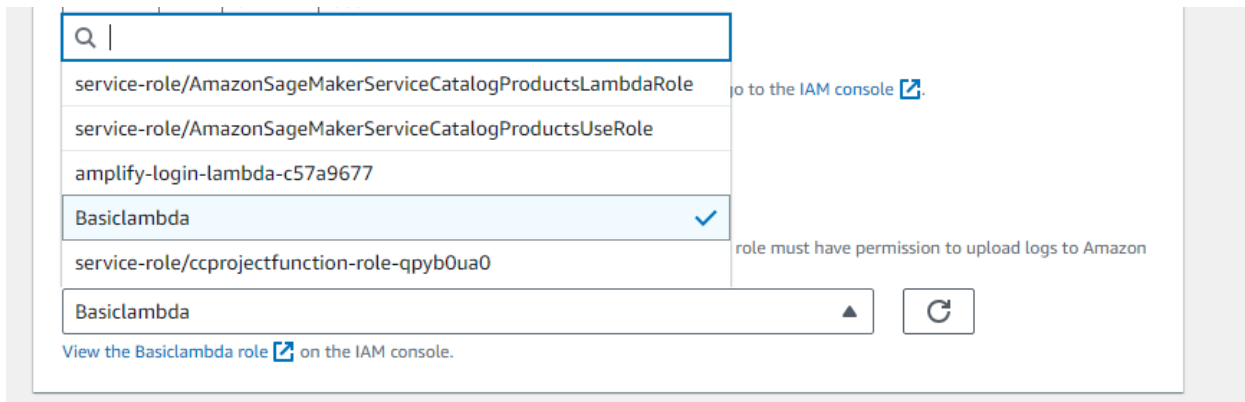 service-role/AmazonSageMakerServiceCatalogProductsLambdaRole
go to the IAM console.
service-role/AmazonSageMakerServiceCatalogProductsUseRole
amplify-login-lambda-c57a9677
Basiclambda
role must have permission to upload logs to Amazon
service-role/ccprojectfunction-role-qpyb0ua0
Basiclambda
View the Basiclambda role on the IAM console.